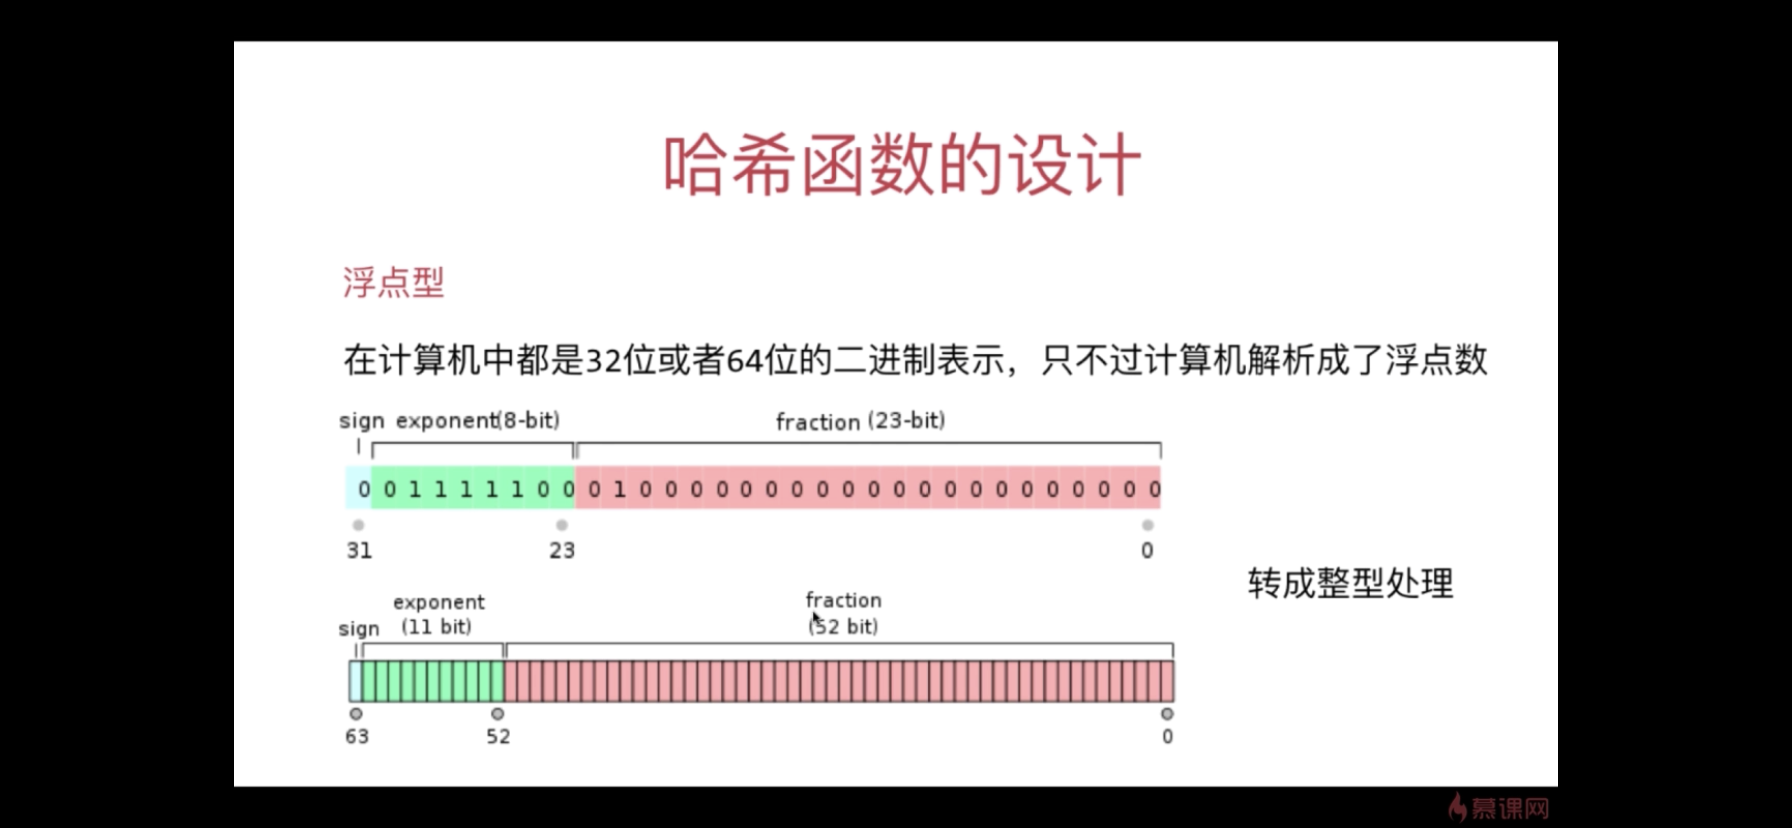 哈希函数的设计
浮点型
在计算机中都是32位或者64位的二进制表示，只不过计算机解析成了浮点数
sign exponent(8-bit) fraction (23-bit)
0 0 1 1 1 1 1 0 0 0 1 0 0 0 0 0 0 0 0 0 0 0 0 0 0 0 0 0 0 0 0 0
31 23 0
转成整型处理
exponent fraction
sign (11 bit) (52 bit)
63 52 0
慕课网